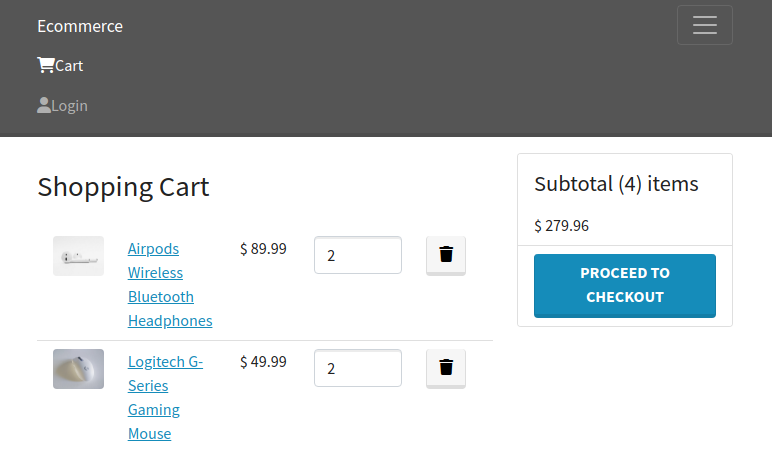 Ecommerce
Cart
Login
Shopping Cart
Airpods
Wireless
Bluetooth
Headphones
$ 89.99
2
Logitech G-
Series
Gaming
Mouse
$ 49.99
2
Subtotal (4) items
$ 279.96
PROCEED TO
CHECKOUT